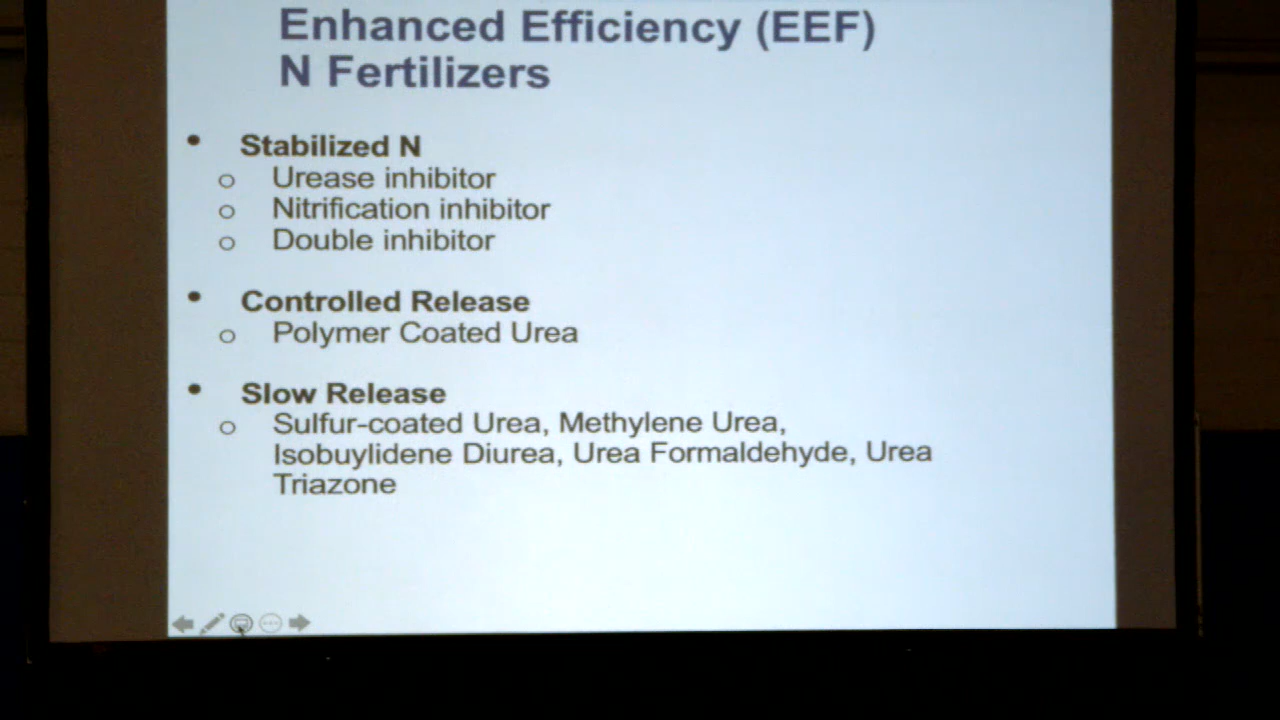 Enhanced Efficiency (EEF)
N Fertilizers
• Stabilized N
o Urease inhibitor
o Nitrification inhibitor
o Double inhibitor
• Controlled Release
o Polymer Coated Urea
• Slow Release
o Sulfur-coated Urea, Methylene Urea,
Isobuylidene Diurea, Urea Formaldehyde, Urea
Triazone